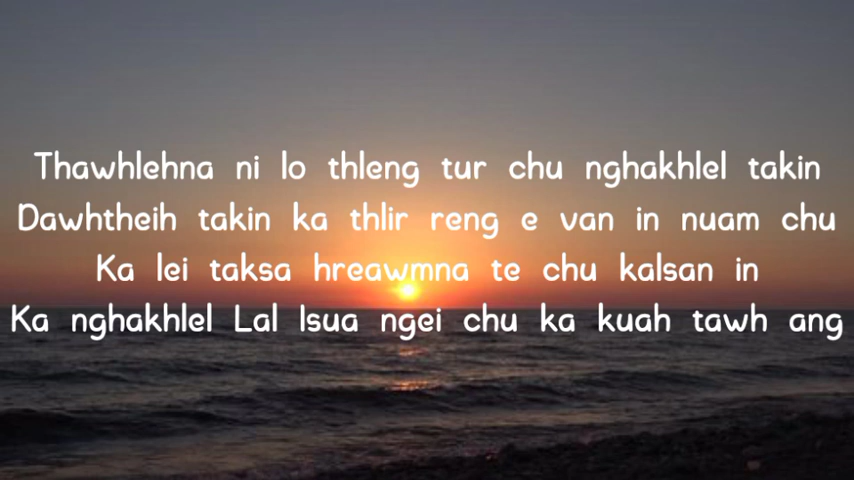 Thawhlehna ni lo thleng tur chu nghakhlel takin
Dawhtheih takin ka thlir reng e van in nuam chu
Ka lei taksa hreawmna te chu kalsan in
Ka nghakhlel Lal Isua ngei chu ka kuah tawh ang